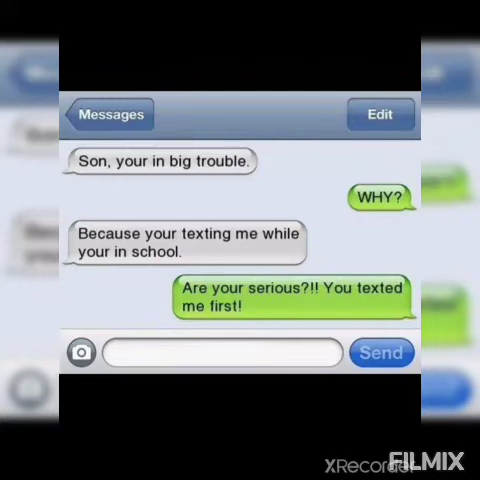 Messages
Edit
Son, your in big trouble.
WHY?
Because your texting me while
your in school.
Are your serious?!! You texted
me first!
Send
XRecorder
FILMIX